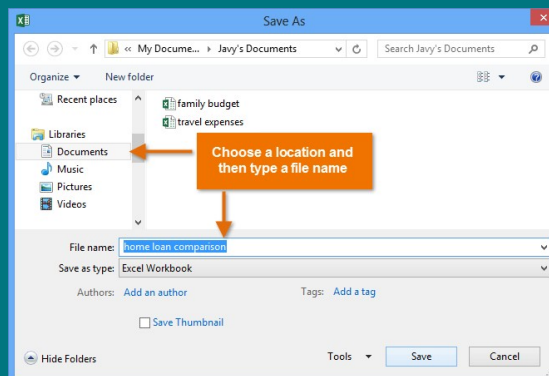 Save As
« My Docume... Javy's Documents
Search Javy's Documents
Organize
New folder
Recent places
family budget
travel expenses
Libraries
Documents
Music
Pictures
Videos
Choose a location and
then type a file name
File name: home loan comparison
Save as type: Excel Workbook
Authors: Add an author
Tags: Add a tag
Save Thumbnail
Hide Folders
Tools
Save
Cancel